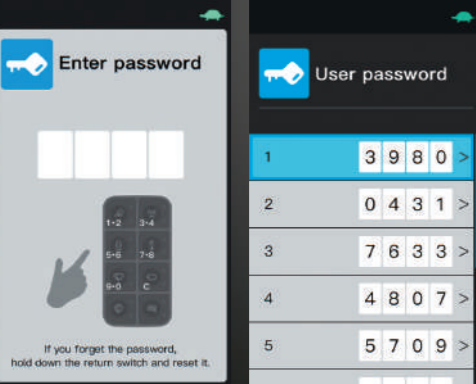 Enter password
1•2 3•4
5•6 7•8
9•0 C
If you forget the password,
hold down the return switch and reset it.
User password
1 3 9 8 0 >
2 0 4 3 1 >
3 7 6 3 3 >
4 4 8 0 7 >
5 5 7 0 9 >